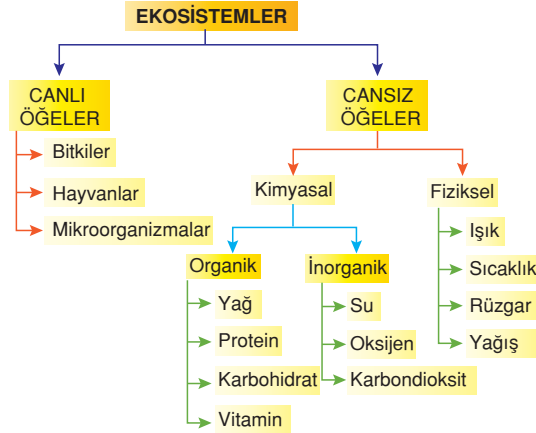 EKOSİSTEMLER
CANLI
ÖĞELER
Bitkiler
Hayvanlar
Mikroorganizmalar
CANSIZ
ÖĞELER
Kimyasal
Organik
Yağ
Protein
Karbohidrat
Vitamin
İnorganik
Su
Oksijen
Karbondioksit
Fiziksel
Işık
Sıcaklık
Rüzgar
Yağış